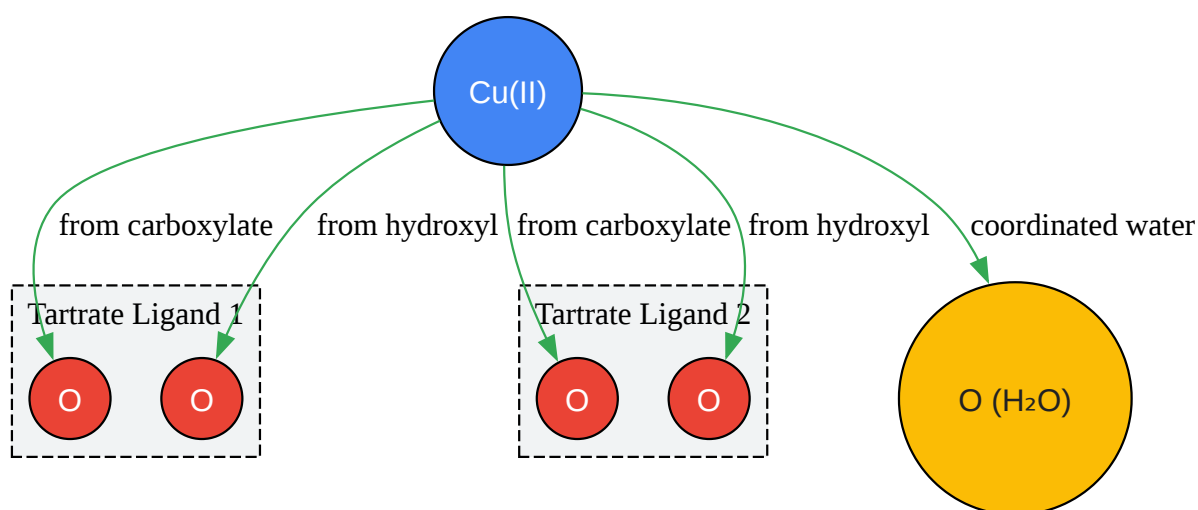 Cu(II)
from carboxylate
from hydroxyl
from carboxylate
from hydroxyl
coordinated water
Tartrate Ligand 1
Tartrate Ligand 2
O
O
O
O
O (H₂O)